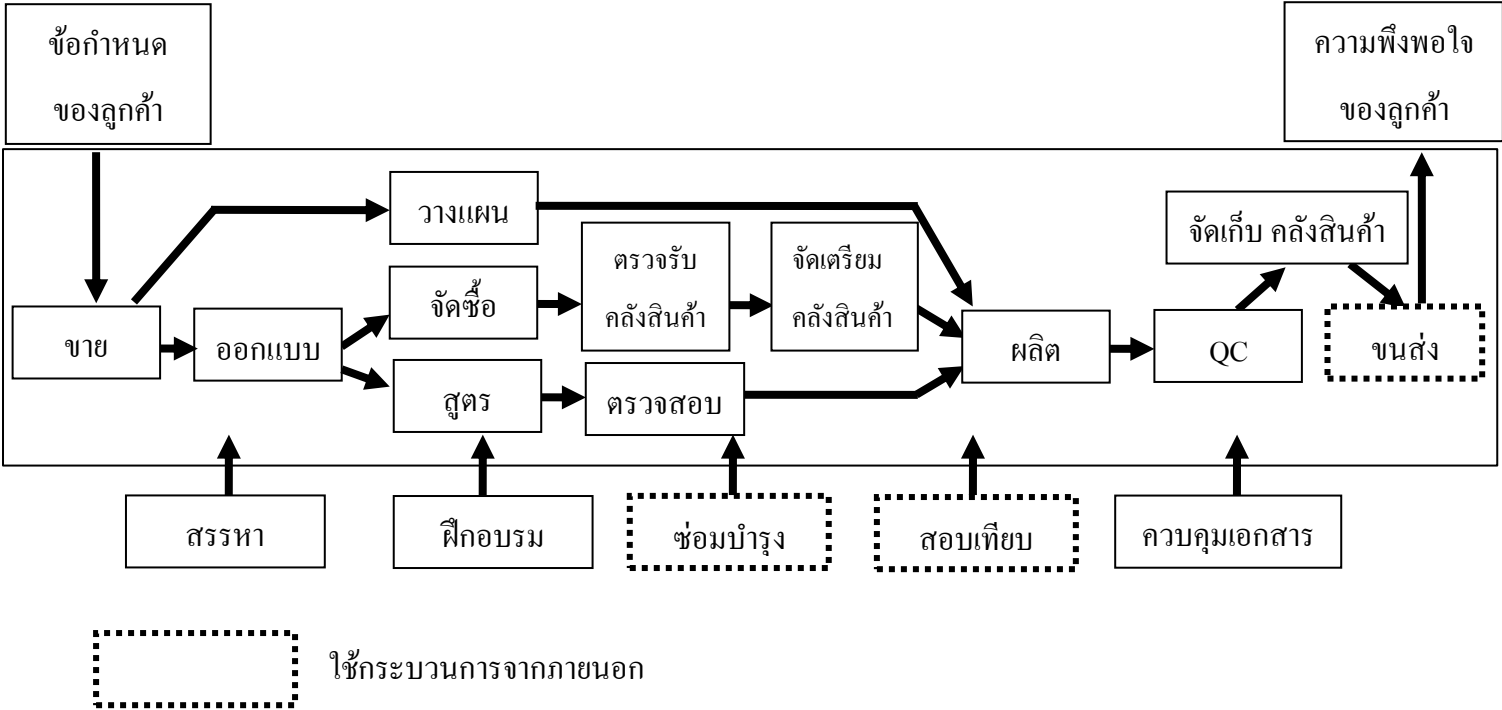 ข้อกำหนด
ของลูกค้า
ความพึงพอใจ
ของลูกค้า
วางแผน
จัดเก็บ คลังสินค้า
ตรวจรับ
คลังสินค้า
จัดเตรียม
คลังสินค้า
จัดซื้อ
ขาย
ออกแบบ
ผลิต
QC
ขนส่ง
สูตร
ตรวจสอบ
สรรหา
ฝึกอบรม
ซ่อมบำรุง
สอบเทียบ
ควบคุมเอกสาร
ใช้กระบวนการจากภายนอก